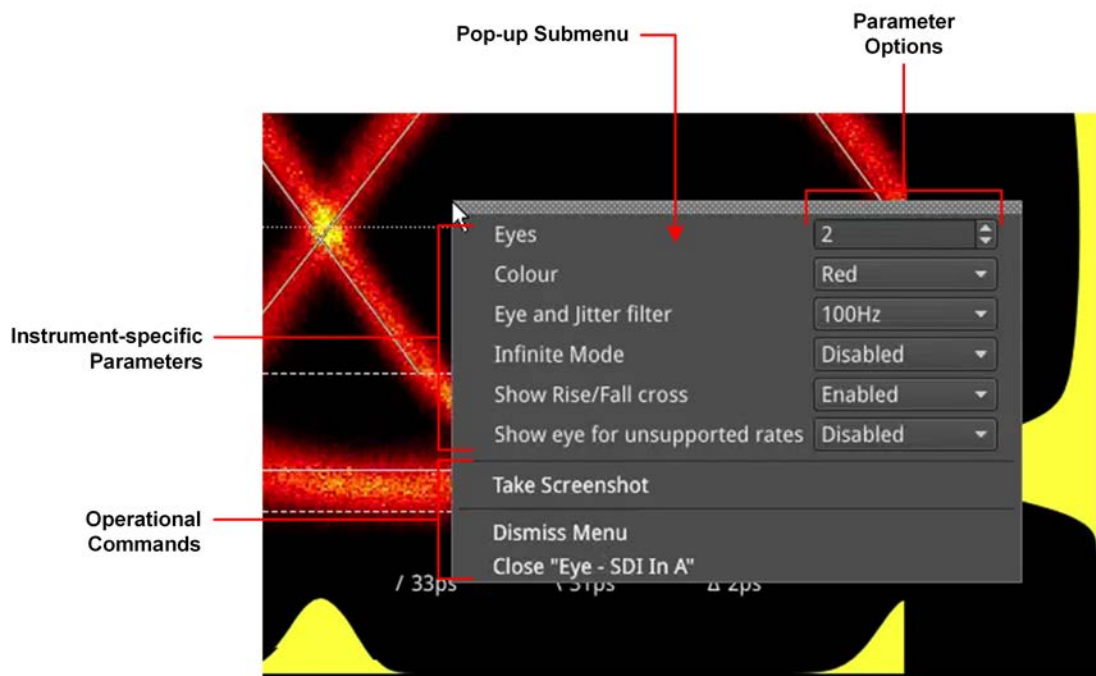 Pop-up Submenu
Parameter
Options
Eyes 2
Colour Red
Eye and Jitter filter 100Hz
Infinite Mode Disabled
Show Rise/Fall cross Enabled
Show eye for unsupported rates Disabled
Instrument-specific
Parameters
Take Screenshot
Dismiss Menu
Close "Eye - SDI In A"
Operational
Commands
/ 33ps \ 31ps Δ 2ps